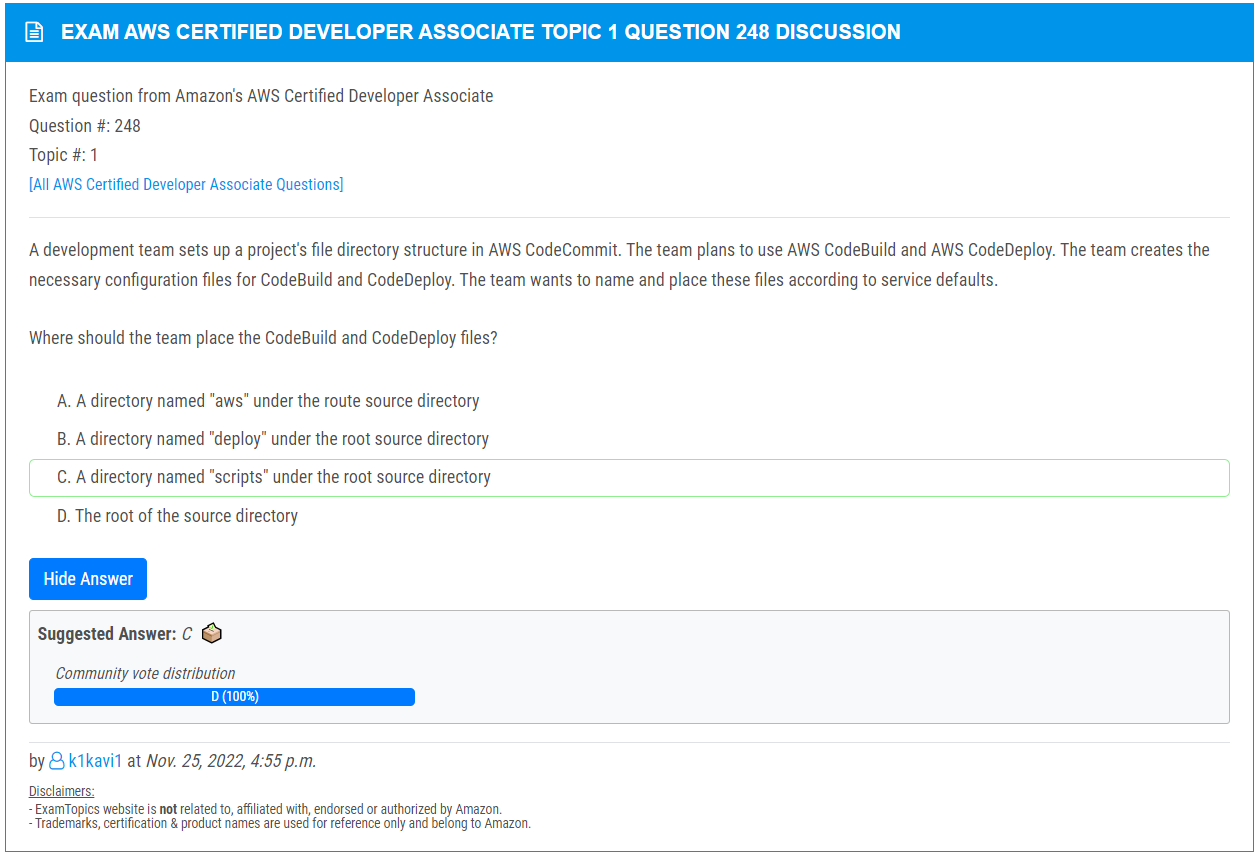 EXAM AWS CERTIFIED DEVELOPER ASSOCIATE TOPIC 1 QUESTION 248 DISCUSSION
Exam question from Amazon's AWS Certified Developer Associate
Question #: 248
Topic #: 1
[All AWS Certified Developer Associate Questions]
A development team sets up a project's file directory structure in AWS CodeCommit. The team plans to use AWS CodeBuild and AWS CodeDeploy. The team creates the
necessary configuration files for CodeBuild and CodeDeploy. The team wants to name and place these files according to service defaults.
Where should the team place the CodeBuild and CodeDeploy files?
A. A directory named "aws" under the route source directory
B. A directory named "deploy" under the root source directory
C. A directory named "scripts" under the root source directory
D. The root of the source directory
Hide Answer
Suggested Answer: C
Community vote distribution
D (100%)
by k1kavi1 at Nov. 25, 2022, 4:55 p.m.
Disclaimers:
- ExamTopics website is not related to, affiliated with, endorsed or authorized by Amazon.
- Trademarks, certification & product names are used for reference only and belong to Amazon.